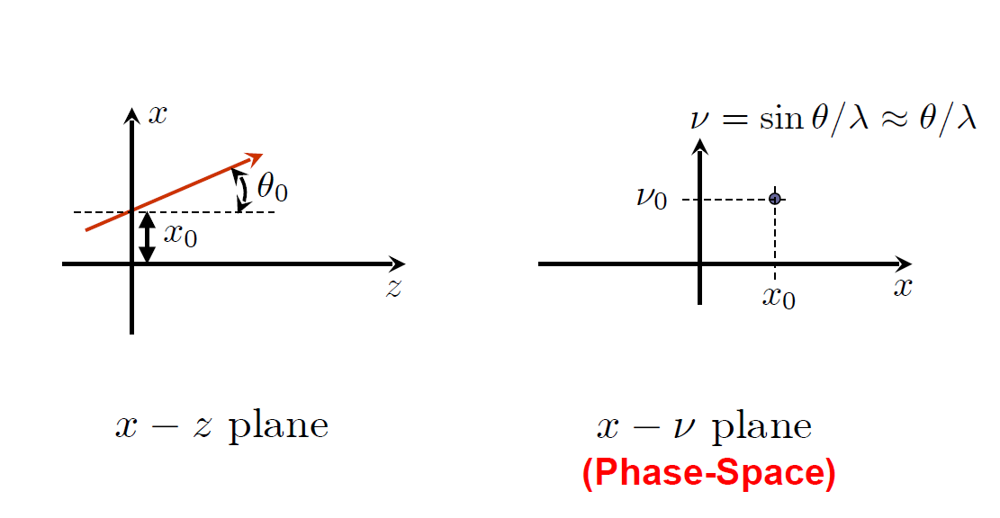 x
θ₀
x₀
z
x − z plane
ν = sin θ/λ ≈ θ/λ
ν₀
x₀
x
x − ν plane
(Phase-Space)